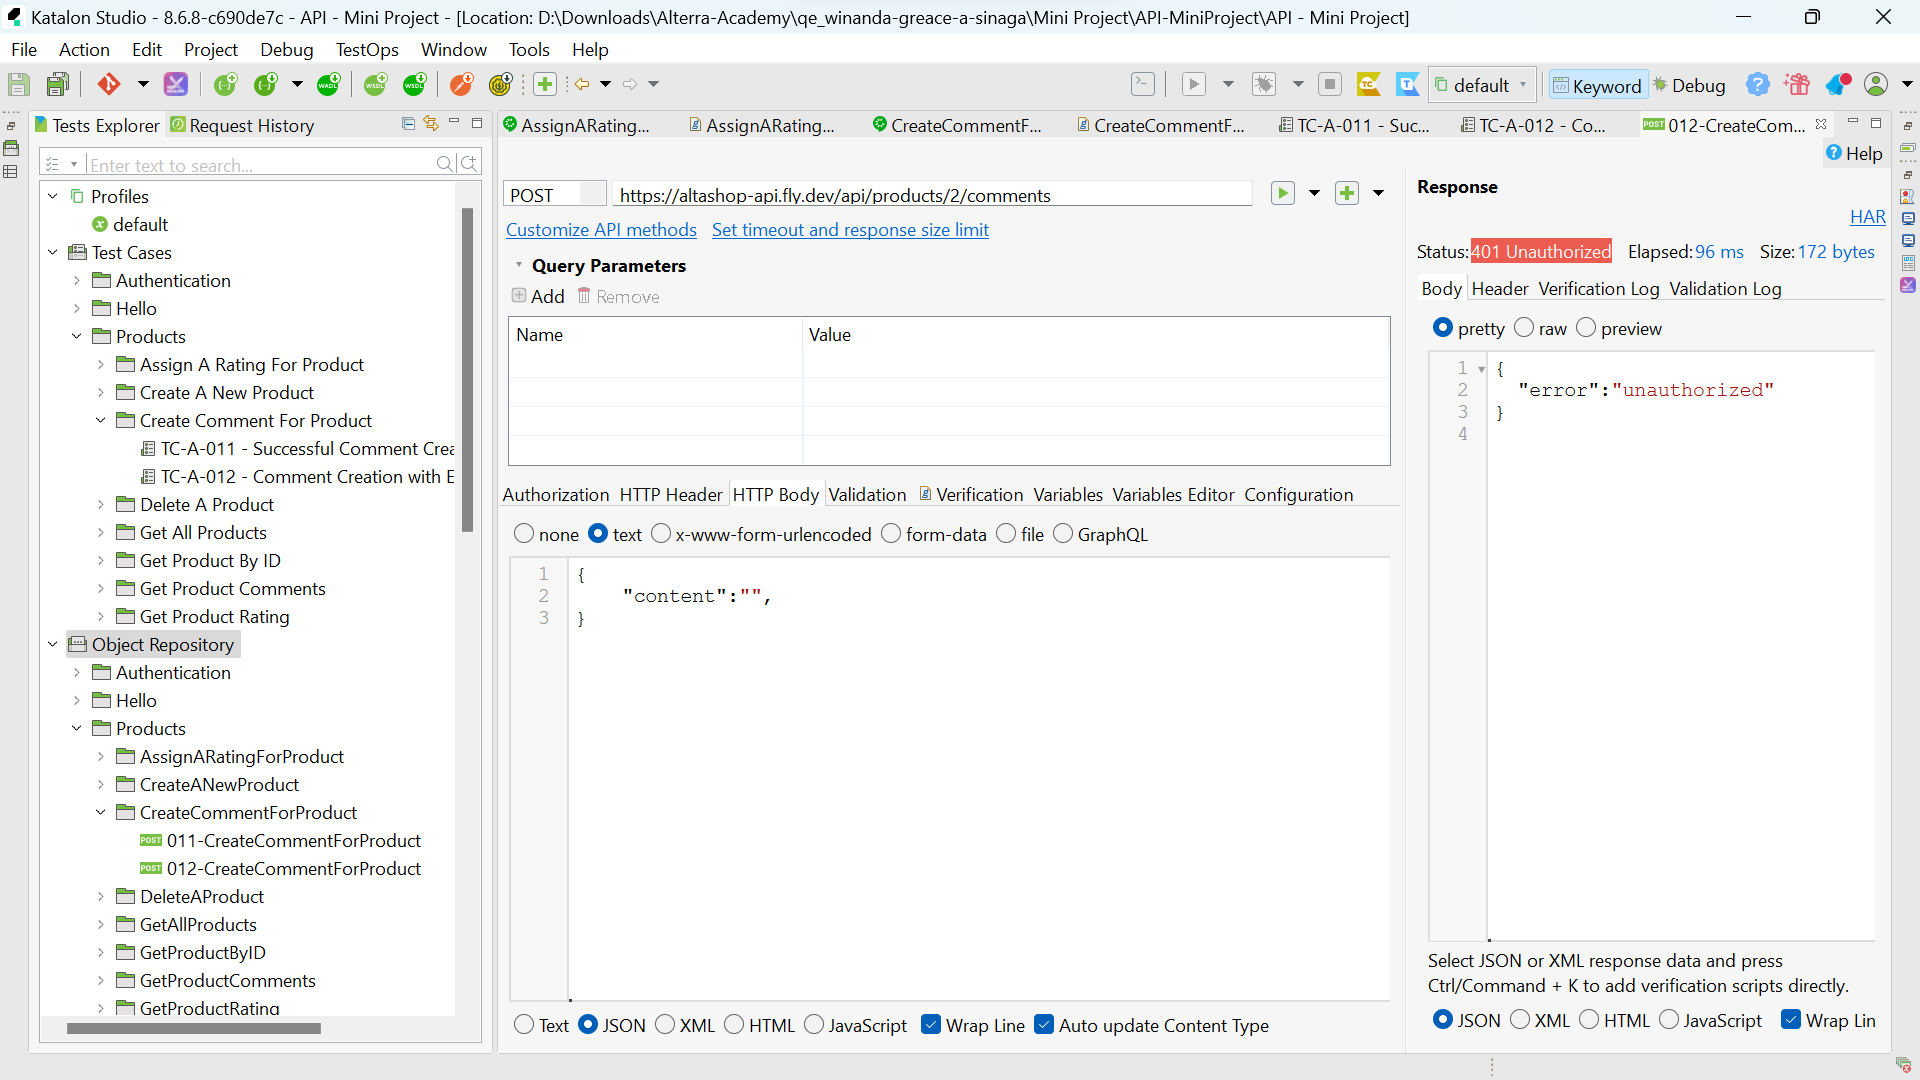 Katalon Studio - 8.6.8-c690de7c - API - Mini Project - [Location: D:\Downloads\Alterra-Academy\qe_winanda-greace-a-sinaga\Mini Project\API-MiniProject\API - Mini Project]
File Action Edit Project Debug TestOps Window Tools Help
default Keyword Debug
Tests Explorer Request History
AssignARating... AssignARating... CreateCommentF... CreateCommentF... TC-A-011 - Suc... TC-A-012 - Co... POST 012-CreateCom...
Help
Enter text to search...
Profiles
default
Test Cases
Authentication
Hello
Products
Assign A Rating For Product
Create A New Product
Create Comment For Product
TC-A-011 - Successful Comment Crea
TC-A-012 - Comment Creation with E
Delete A Product
Get All Products
Get Product By ID
Get Product Comments
Get Product Rating
Object Repository
Authentication
Hello
Products
AssignARatingForProduct
CreateANewProduct
CreateCommentForProduct
POST 011-CreateCommentForProduct
POST 012-CreateCommentForProduct
DeleteAProduct
GetAllProducts
GetProductByID
GetProductComments
GetProductRating
POST https://altashop-api.fly.dev/api/products/2/comments
Customize API methods Set timeout and response size limit
Query Parameters
Add Remove
Name Value
Authorization HTTP Header HTTP Body Validation Verification Variables Variables Editor Configuration
none text x-www-form-urlencoded form-data file GraphQL
1 {
2 "content":"",
3 }
Text JSON XML HTML JavaScript Wrap Line Auto update Content Type
Response
HAR
Status: 401 Unauthorized Elapsed: 96 ms Size: 172 bytes
Body Header Verification Log Validation Log
pretty raw preview
1 {
2 "error":"unauthorized"
3 }
4
Select JSON or XML response data and press
Ctrl/Command + K to add verification scripts directly.
JSON XML HTML JavaScript Wrap Lin